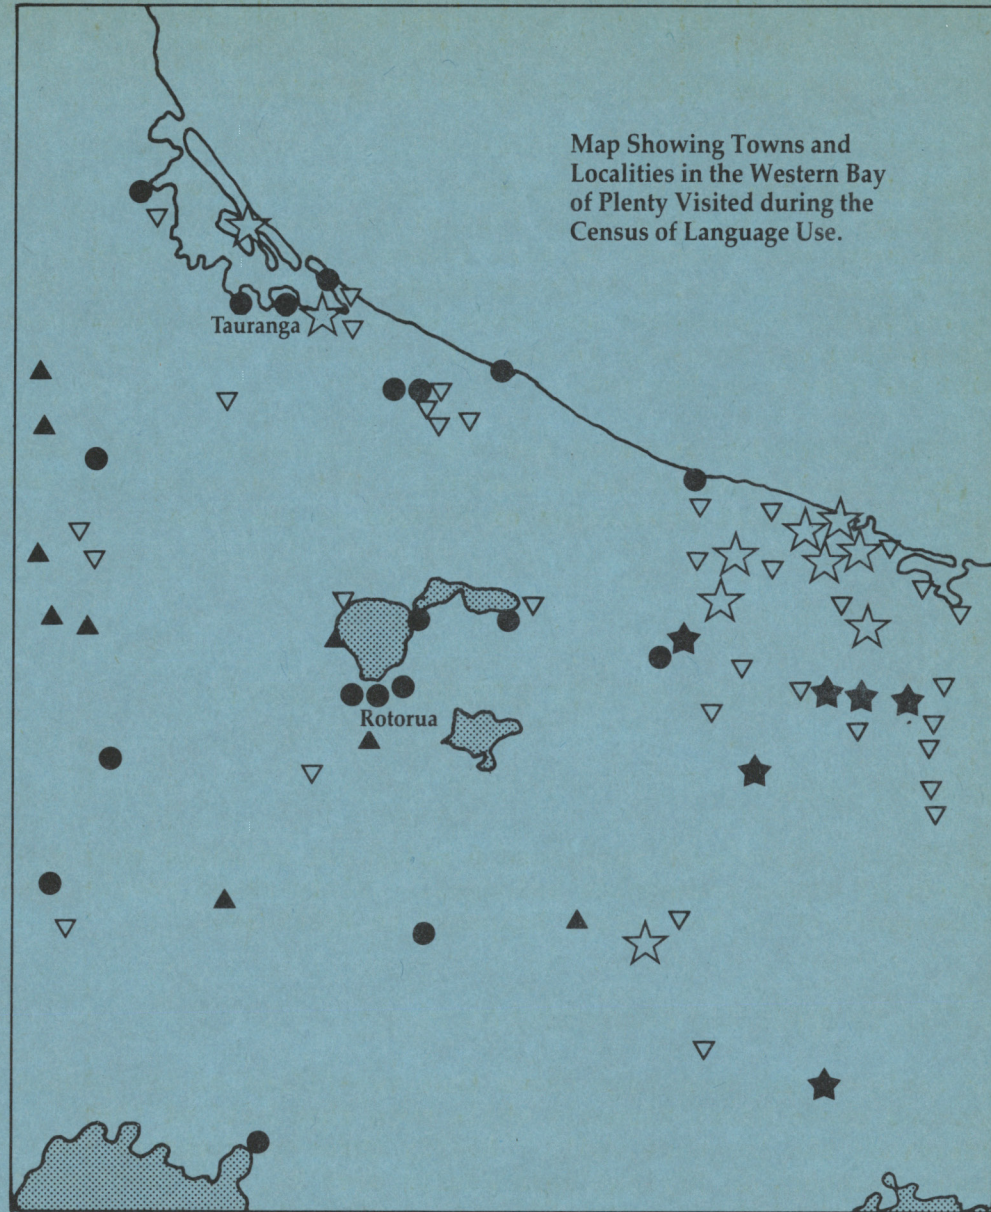 Map Showing Towns and
Localities in the Western Bay
of Plenty Visited during the
Census of Language Use.
Tauranga
Rotorua